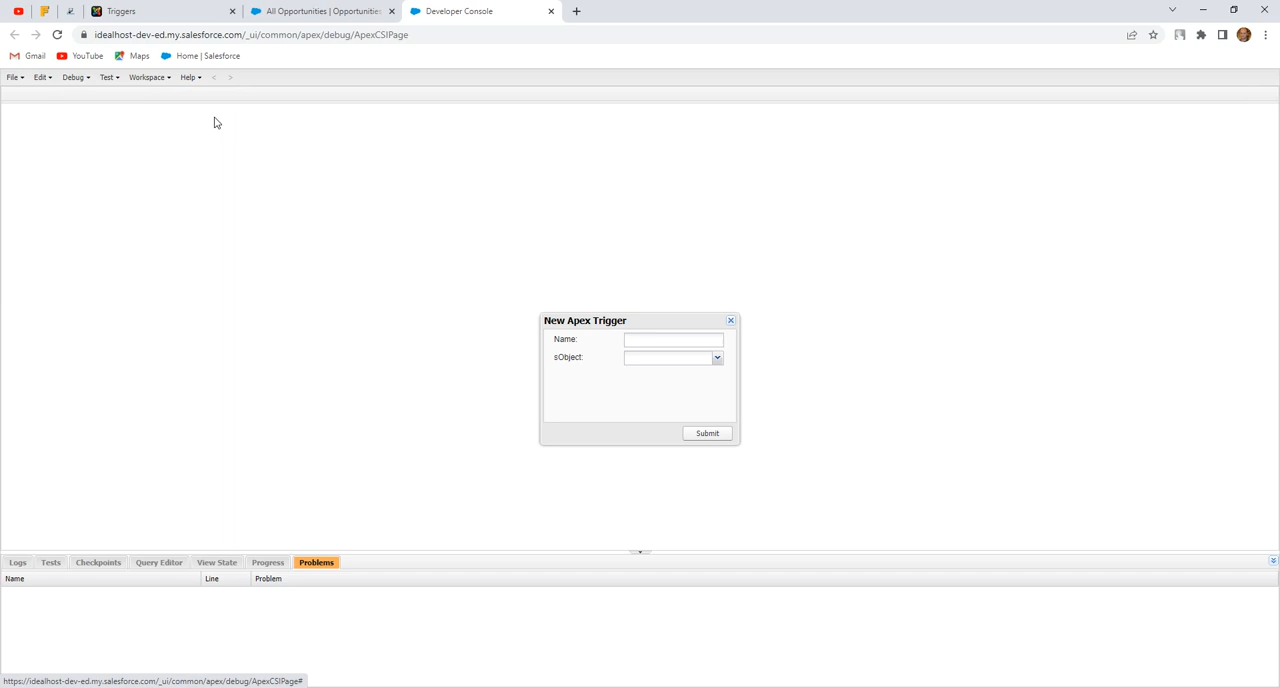 Triggers
All Opportunities | Opportunities
Developer Console
idealhost-dev-ed.my.salesforce.com/_ui/common/apex/debug/ApexCSIPage
Gmail
YouTube
Maps
Home | Salesforce
File
Edit
Debug
Test
Workspace
Help
<
>
New Apex Trigger
Name:
sObject:
Submit
Logs
Tests
Checkpoints
Query Editor
View State
Progress
Problems
Name
Line
Problem
https://idealhost-dev-ed.my.salesforce.com/_ui/common/apex/debug/ApexCSIPage#